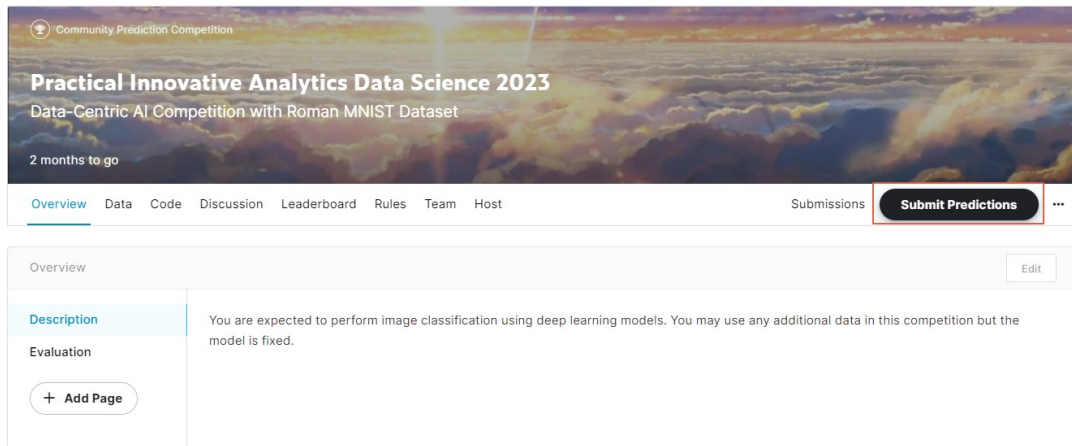 Community Prediction Competition
Practical Innovative Analytics Data Science 2023
Data-Centric AI Competition with Roman MNIST Dataset
2 months to go
Overview Data Code Discussion Leaderboard Rules Team Host Submissions Submit Predictions ...
Overview Edit
Description
You are expected to perform image classification using deep learning models. You may use any additional data in this competition but the
model is fixed.
Evaluation
+ Add Page